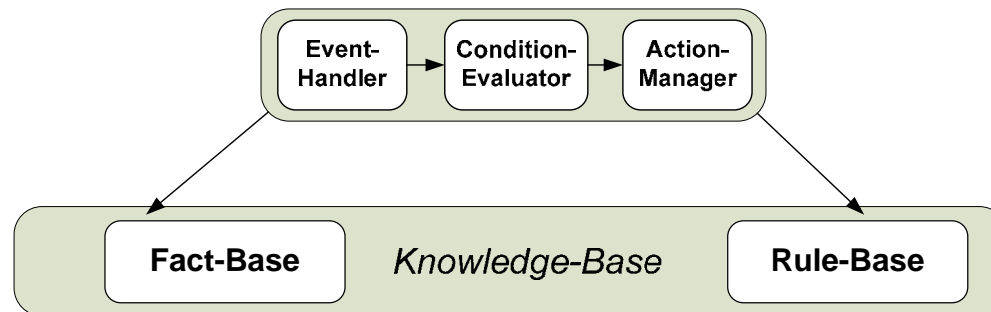 Event-
Handler
Condition-
Evaluator
Action-
Manager
Fact-Base
Knowledge-Base
Rule-Base